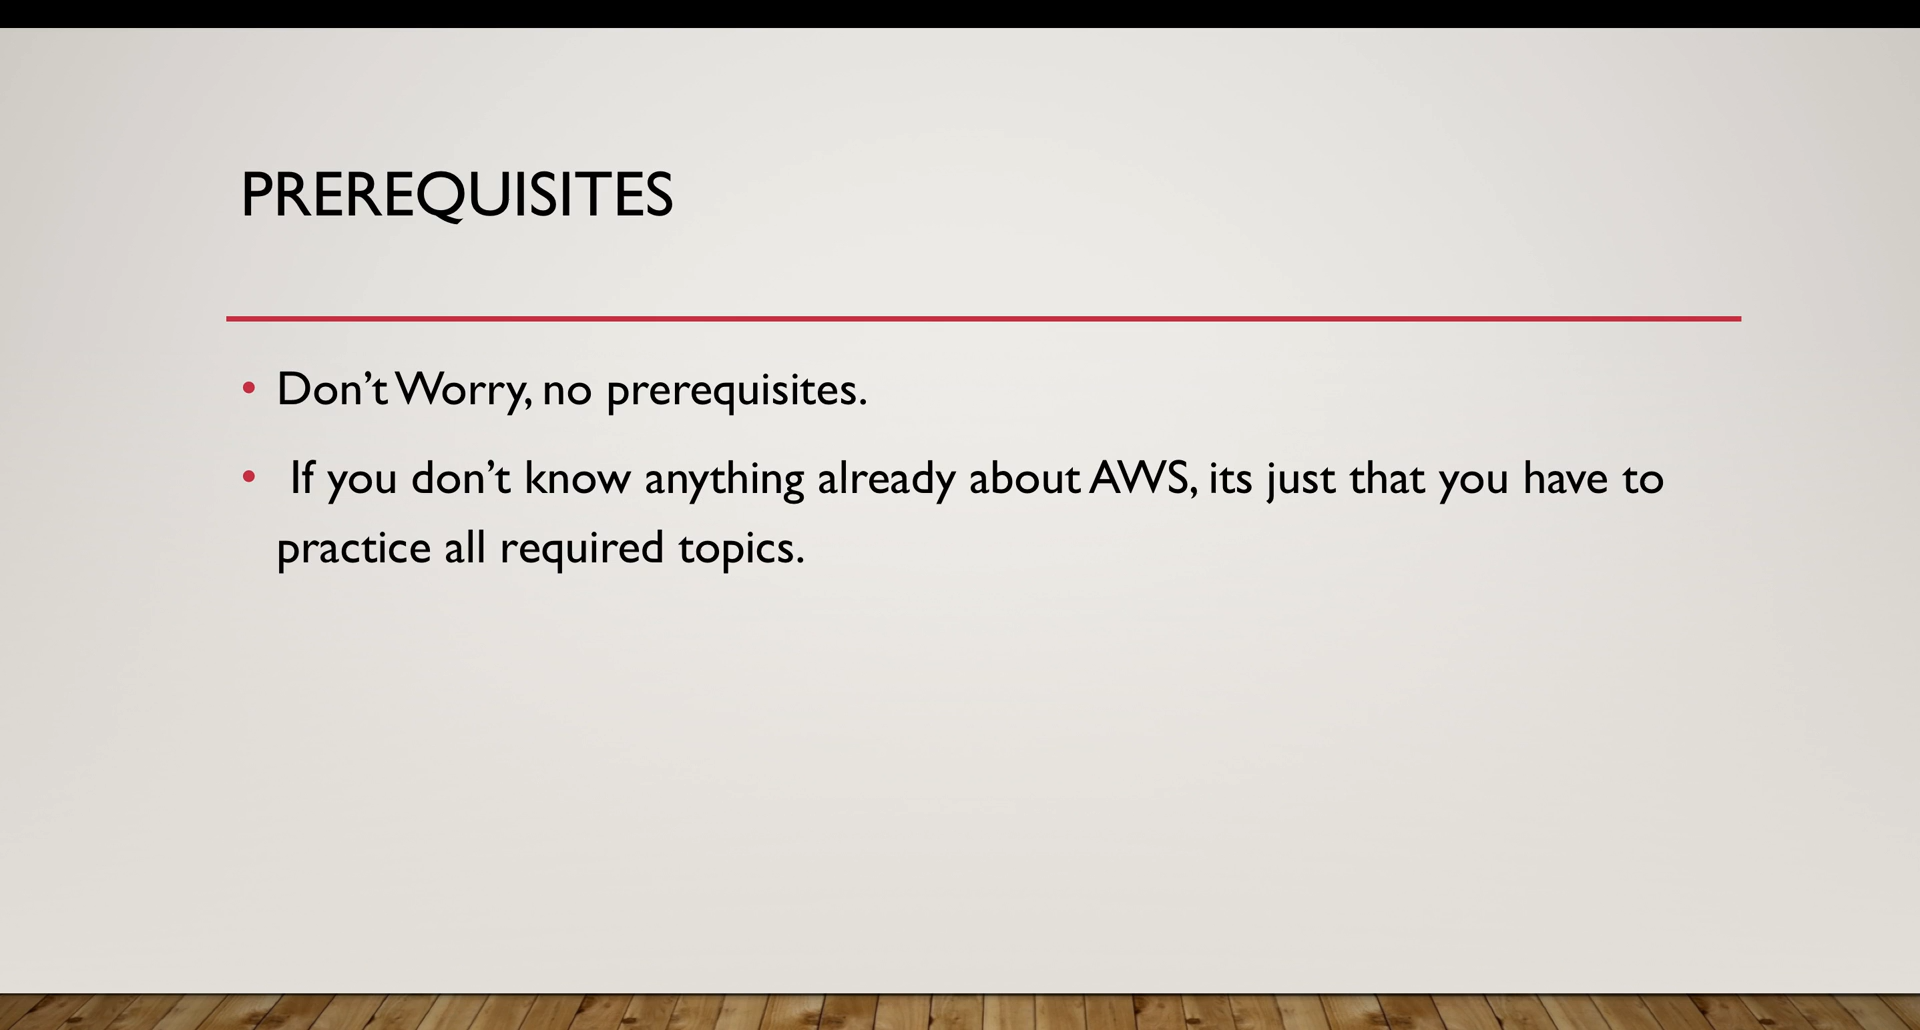 PREREQUISITES
• Don’t Worry, no prerequisites.
• If you don’t know anything already about AWS, its just that you have to
practice all required topics.